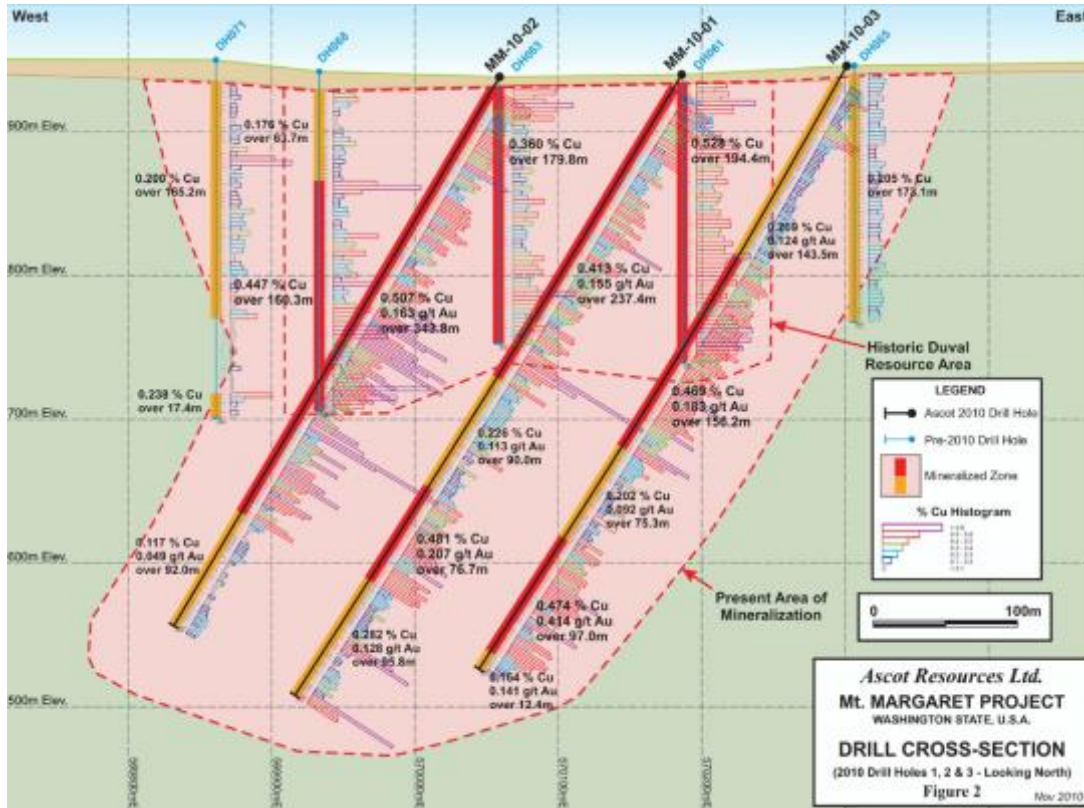 West
East
DH071
DH068
MM-10-02
DH063
MM-10-01
DH061
MM-10-03
DH065
900m Elev.
800m Elev.
700m Elev.
600m Elev.
500m Elev.
0.176 % Cu
over 63.7m
0.200 % Cu
over 165.2m
0.447 % Cu
over 160.3m
0.238 % Cu
over 17.4m
0.360 % Cu
over 179.8m
0.528 % Cu
over 194.4m
0.205 % Cu
over 173.1m
0.269 % Cu
0.124 g/t Au
over 143.5m
0.507 % Cu
0.163 g/t Au
over 343.8m
0.413 % Cu
0.155 g/t Au
over 237.4m
0.469 % Cu
0.183 g/t Au
over 156.2m
0.226 % Cu
0.113 g/t Au
over 90.0m
0.202 % Cu
0.092 g/t Au
over 75.3m
0.117 % Cu
0.049 g/t Au
over 92.0m
0.481 % Cu
0.207 g/t Au
over 76.7m
0.474 % Cu
0.414 g/t Au
over 97.0m
0.282 % Cu
0.128 g/t Au
over 95.8m
0.164 % Cu
0.141 g/t Au
over 12.4m
Historic Duval
Resource Area
Present Area of
Mineralization
LEGEND
Ascot 2010 Drill Hole
Pre-2010 Drill Hole
Mineralized Zone
% Cu Histogram
0
100m
Ascot Resources Ltd.
Mt. MARGARET PROJECT
WASHINGTON STATE, U.S.A.
DRILL CROSS-SECTION
(2010 Drill Holes 1, 2 & 3 - Looking North)
Figure 2
Nov 2010